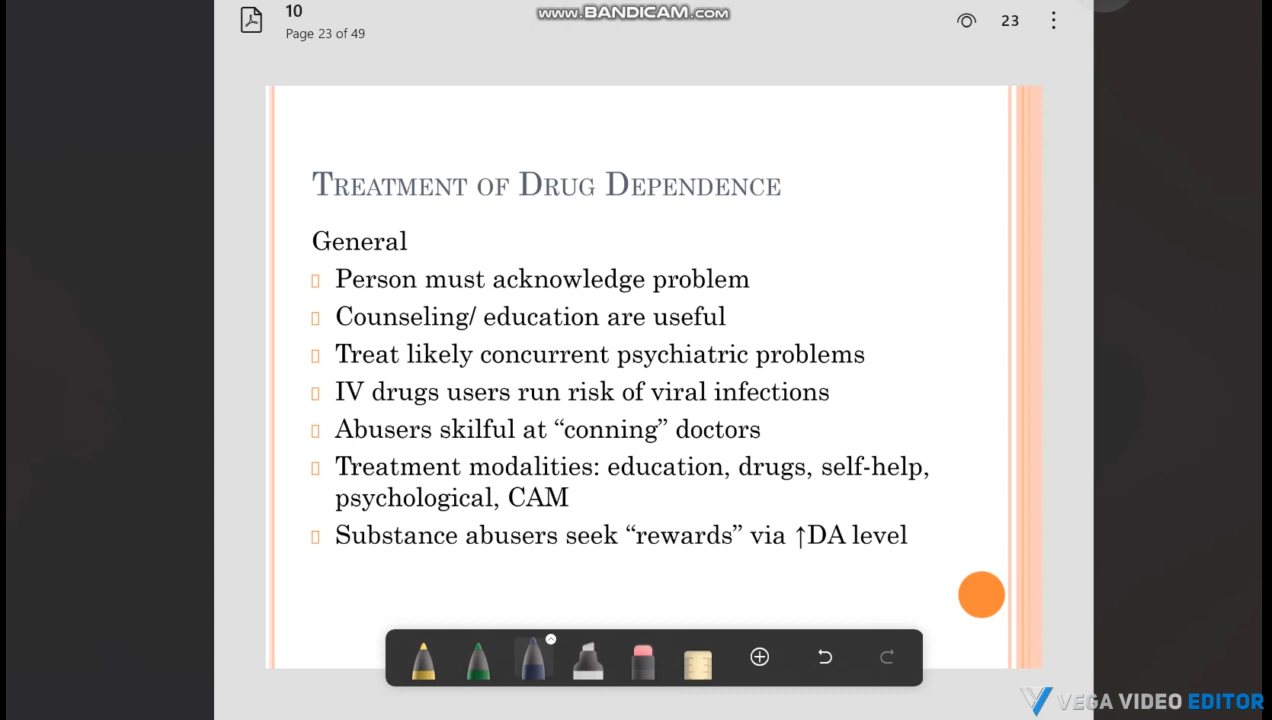 10
Page 23 of 49
www.BANDICAM.com
23
TREATMENT OF DRUG DEPENDENCE
General
Person must acknowledge problem
Counseling/ education are useful
Treat likely concurrent psychiatric problems
IV drugs users run risk of viral infections
Abusers skilful at “conning” doctors
Treatment modalities: education, drugs, self-help,
psychological, CAM
Substance abusers seek “rewards” via ↑DA level
VEGA VIDEO EDITOR